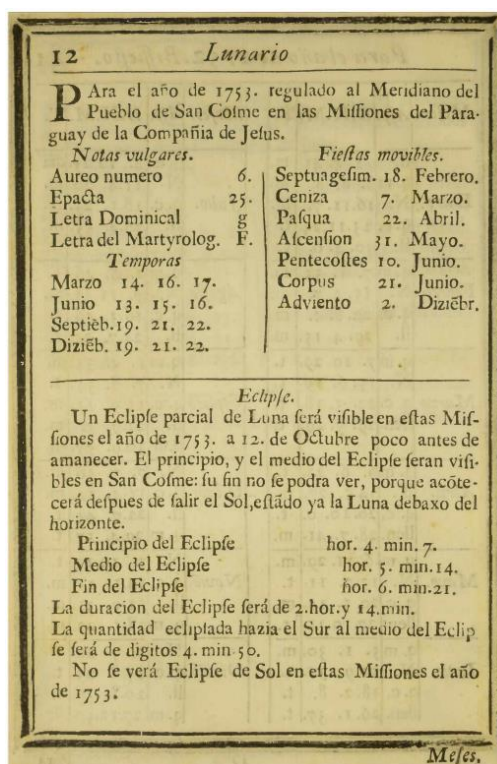 12 Lunario
PAra el año de 1753. regulado al Meridiano del
Pueblo de San Coſme en las Miſſiones del Para-
guay de la Compañia de Jeſus.
Notas vulgares.
Aureo numero 6.
Epacta 25.
Letra Dominical g
Letra del Martyrolog. F.
Temporas
Marzo 14. 16. 17.
Junio 13. 15. 16.
Septiẽb. 19. 21. 22.
Diziẽb. 19. 21. 22.
Fieſtas movibles.
Septuageſim. 18. Febrero.
Ceniza 7. Marzo.
Paſqua 22. Abril.
Aſcenſion 31. Mayo.
Pentecoſtes 10. Junio.
Corpus 21. Junio.
Adviento 2. Diziẽbr.
Eclipſe.
Un Eclipſe parcial de Luna ſerá viſible en eſtas Miſ-
ſiones el año de 1753. a 12. de Octubre poco antes de
amanecer. El principio, y el medio del Eclipſe ſeran viſi-
bles en San Coſme: ſu fin no ſe podra ver, porque acõte-
cerá deſpues de ſalir el Sol, eſtãdo ya la Luna debaxo del
horizonte.
Principio del Eclipſe hor. 4. min. 7.
Medio del Eclipſe hor. 5. min. 14.
Fin del Eclipſe hor. 6. min. 21.
La duracion del Eclipſe ſerá de 2. hor. y 14. min.
La quantidad eclipſada hazia el Sur al medio del Eclip
ſe ſerá de digitos 4. min. 50.
No ſe verá Eclipſe de Sol en eſtas Miſſiones el año
de 1753.
Meſes.